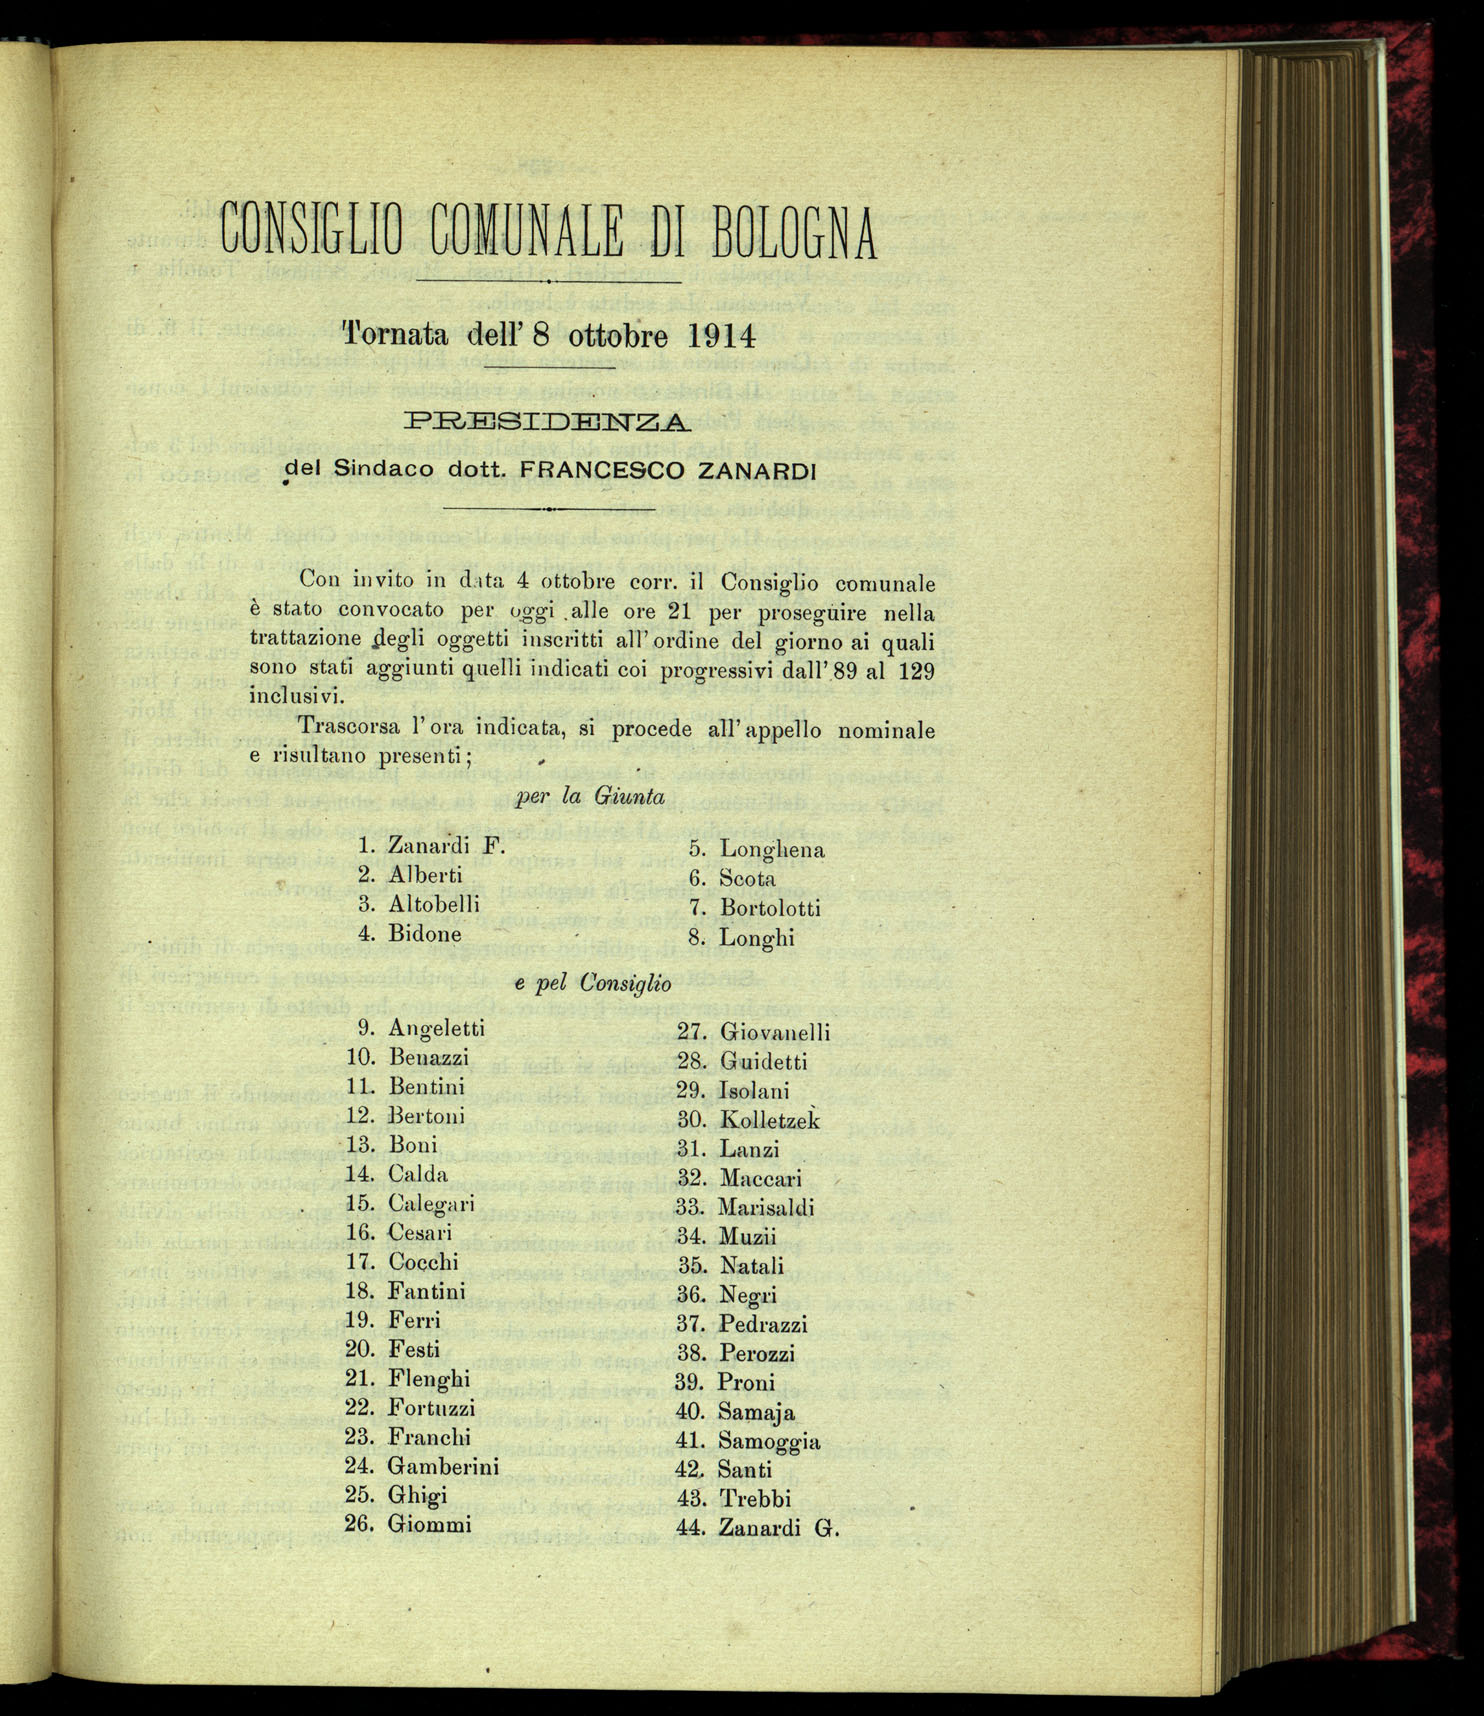 CONSIGLIO COMUNALE DI BOLOGNA
Tornata dell' 8 ottobre 1914
PRESIDENZA
del Sindaco dott. FRANCESCO ZANARDI
Con invito in data 4 ottobre corr. il Consiglio comunale
è stato convocato per oggi alle ore 21 per proseguire nella
trattazione degli oggetti inscritti all' ordine del giorno ai quali
sono stati aggiunti quelli indicati coi progressivi dall' 89 al 129
inclusivi.
Trascorsa l' ora indicata, si procede all' appello nominale
e risultano presenti;
per la Giunta
1. Zanardi F.
2. Alberti
3. Altobelli
4. Bidone
5. Longhena
6. Scota
7. Bortolotti
8. Longhi
e pel Consiglio
9. Angeletti
10. Benazzi
11. Bentini
12. Bertoni
13. Boni
14. Calda
15. Calegari
16. Cesari
17. Cocchi
18. Fantini
19. Ferri
20. Festi
21. Flenghi
22. Fortuzzi
23. Franchi
24. Gamberini
25. Ghigi
26. Giommi
27. Giovanelli
28. Guidetti
29. Isolani
30. Kolletzek
31. Lanzi
32. Maccari
33. Marisaldi
34. Muzii
35. Natali
36. Negri
37. Pedrazzi
38. Perozzi
39. Proni
40. Samaja
41. Samoggia
42. Santi
43. Trebbi
44. Zanardi G.